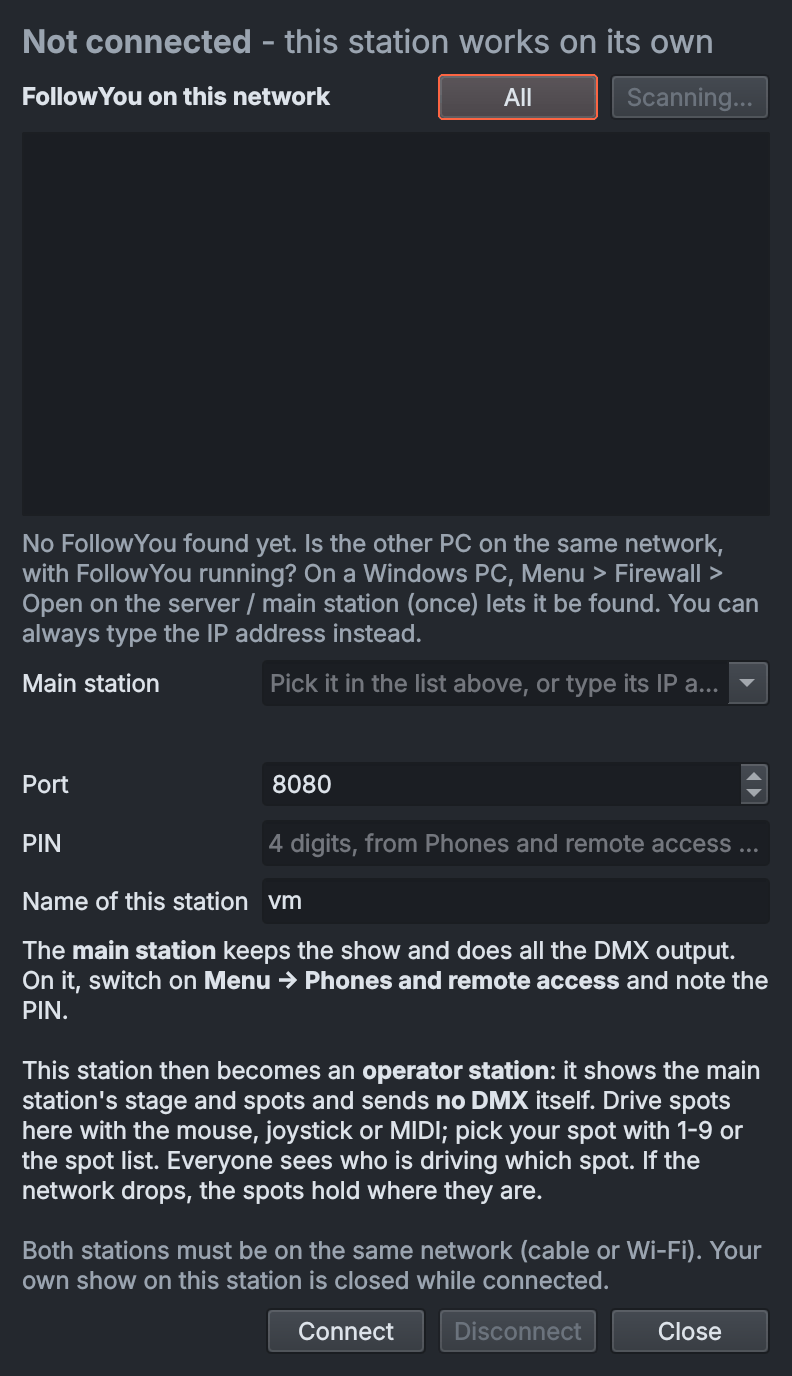 Not connected - this station works on its own
FollowYou on this network
All
Scanning...
No FollowYou found yet. Is the other PC on the same network,
with FollowYou running? On a Windows PC, Menu > Firewall >
Open on the server / main station (once) lets it be found. You can
always type the IP address instead.
Main station
Pick it in the list above, or type its IP a...
Port
8080
PIN
4 digits, from Phones and remote access ...
Name of this station
vm
The main station keeps the show and does all the DMX output.
On it, switch on Menu → Phones and remote access and note the
PIN.
This station then becomes an operator station: it shows the main
station's stage and spots and sends no DMX itself. Drive spots
here with the mouse, joystick or MIDI; pick your spot with 1-9 or
the spot list. Everyone sees who is driving which spot. If the
network drops, the spots hold where they are.
Both stations must be on the same network (cable or Wi-Fi). Your
own show on this station is closed while connected.
Connect
Disconnect
Close